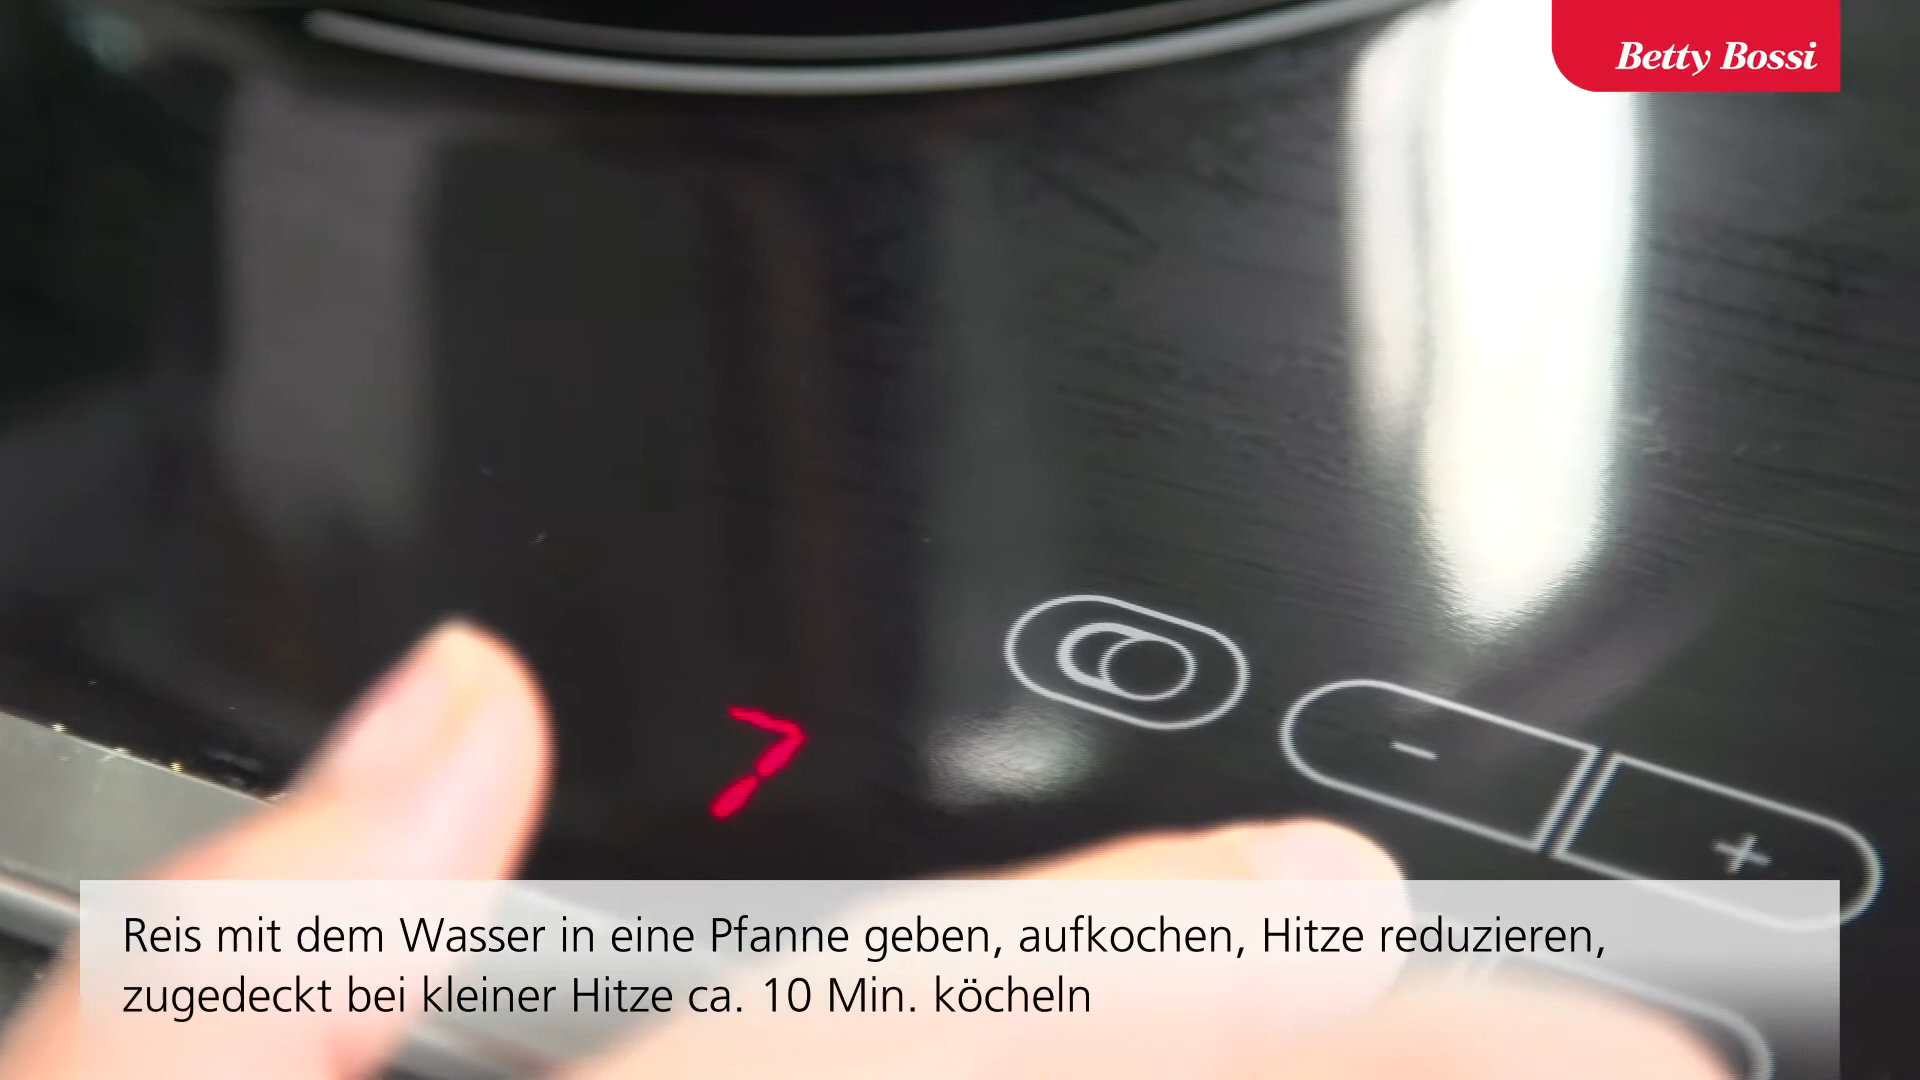 Betty Bossi
7
- +
Reis mit dem Wasser in eine Pfanne geben, aufkochen, Hitze reduzieren,
zugedeckt bei kleiner Hitze ca. 10 Min. köcheln